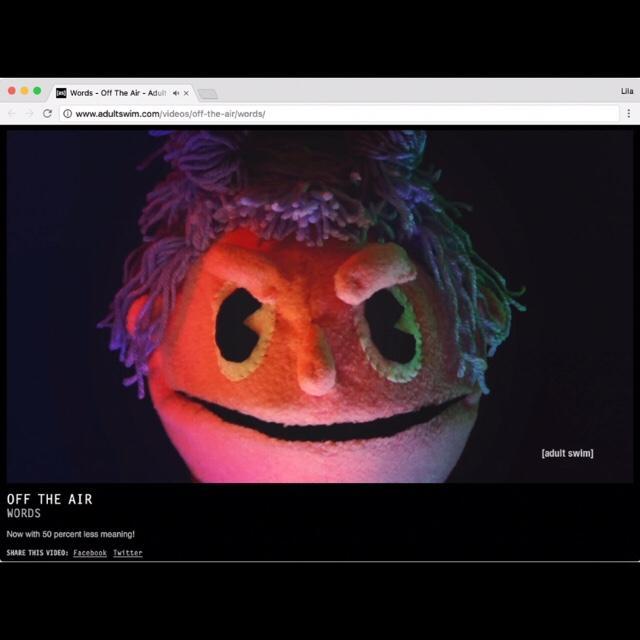 [as] Words - Off The Air - Adult
Lila
www.adultswim.com/videos/off-the-air/words/
[adult swim]
OFF THE AIR
WORDS
Now with 50 percent less meaning!
SHARE THIS VIDEO: Facebook Twitter